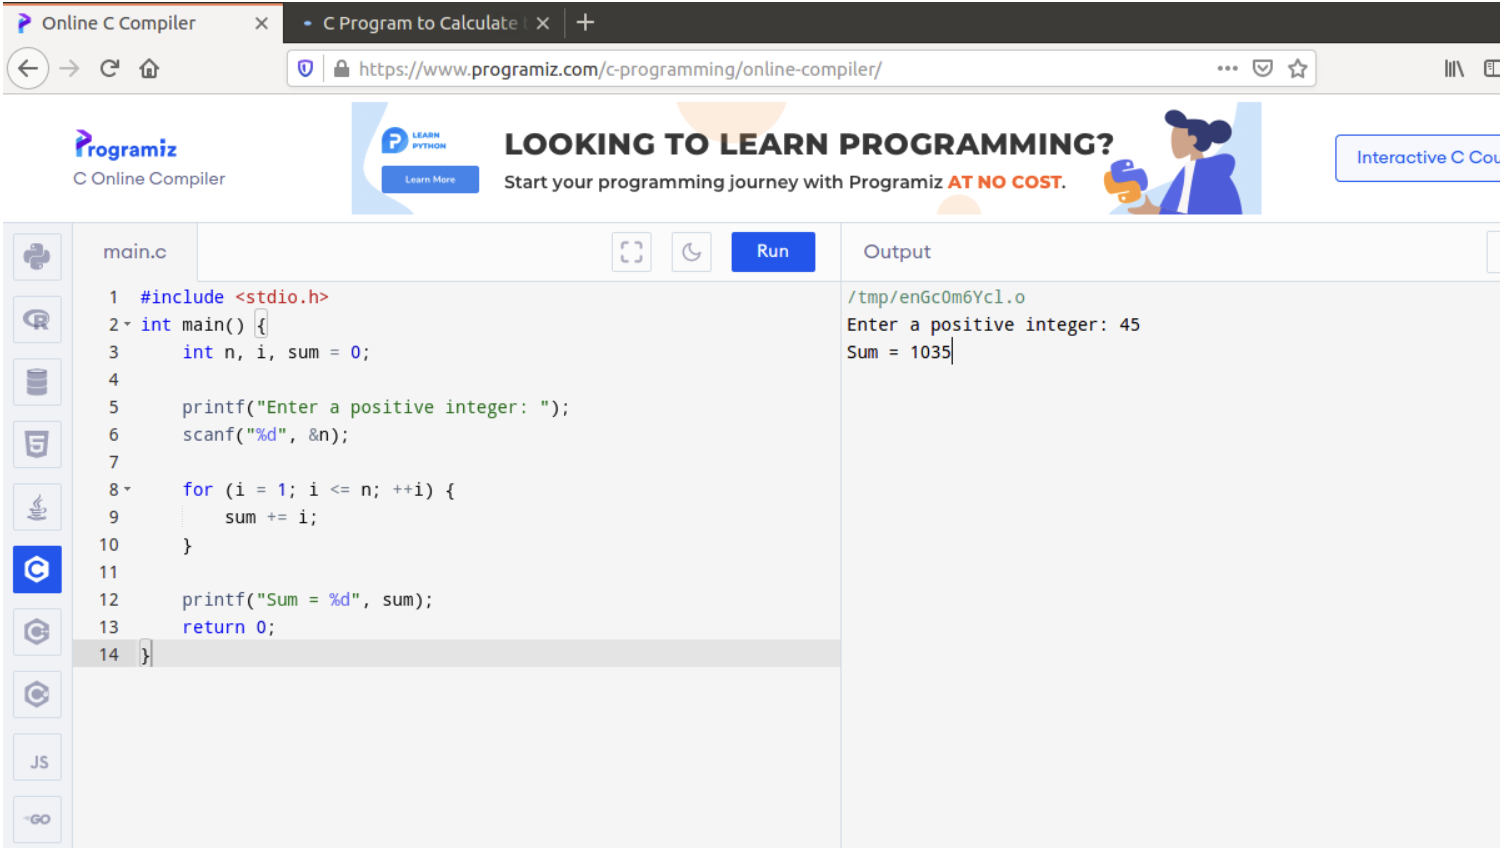 Online C Compiler
C Program to Calculate
https://www.programiz.com/c-programming/online-compiler/
Programiz
C Online Compiler
LEARN
PYTHON
Learn More
LOOKING TO LEARN PROGRAMMING?
Start your programming journey with Programiz AT NO COST.
Interactive C Cou
main.c
Run
Output
1 #include <stdio.h>
2 int main() {
3 int n, i, sum = 0;
4
5 printf("Enter a positive integer: ");
6 scanf("%d", &n);
7
8 for (i = 1; i <= n; ++i) {
9 sum += i;
10 }
11
12 printf("Sum = %d", sum);
13 return 0;
14 }
/tmp/enGcOm6Ycl.o
Enter a positive integer: 45
Sum = 1035
JS
GO